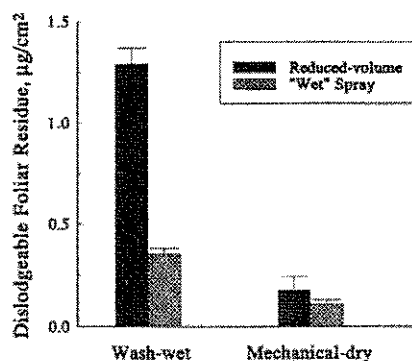 Dislodgeable Foliar Residue, µg/cm2
1.5
1.0
0.5
0.0
Reduced-volume
"Wet" Spray
Wash-wet Mechanical-dry